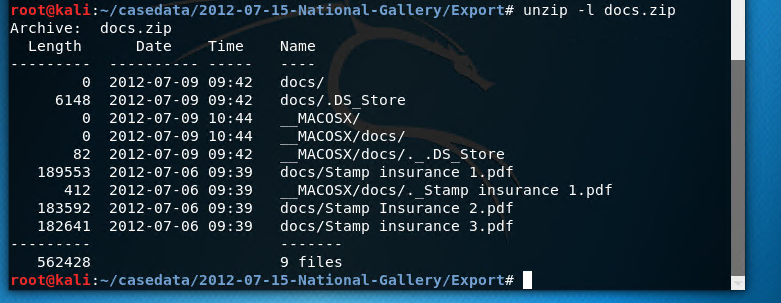 root@kali:~/casedata/2012-07-15-National-Gallery/Export# unzip -l docs.zip
Archive:  docs.zip
  Length      Date    Time    Name
---------  ---------- -----   ----
        0  2012-07-09 09:42   docs/
     6148  2012-07-09 09:42   docs/.DS_Store
        0  2012-07-09 10:44   __MACOSX/
        0  2012-07-09 10:44   __MACOSX/docs/
       82  2012-07-09 09:42   __MACOSX/docs/._.DS_Store
   189553  2012-07-06 09:39   docs/Stamp insurance 1.pdf
      412  2012-07-06 09:39   __MACOSX/docs/._Stamp insurance 1.pdf
   183592  2012-07-06 09:39   docs/Stamp Insurance 2.pdf
   182641  2012-07-06 09:39   docs/Stamp insurance 3.pdf
---------                     -------
   562428                     9 files
root@kali:~/casedata/2012-07-15-National-Gallery/Export#